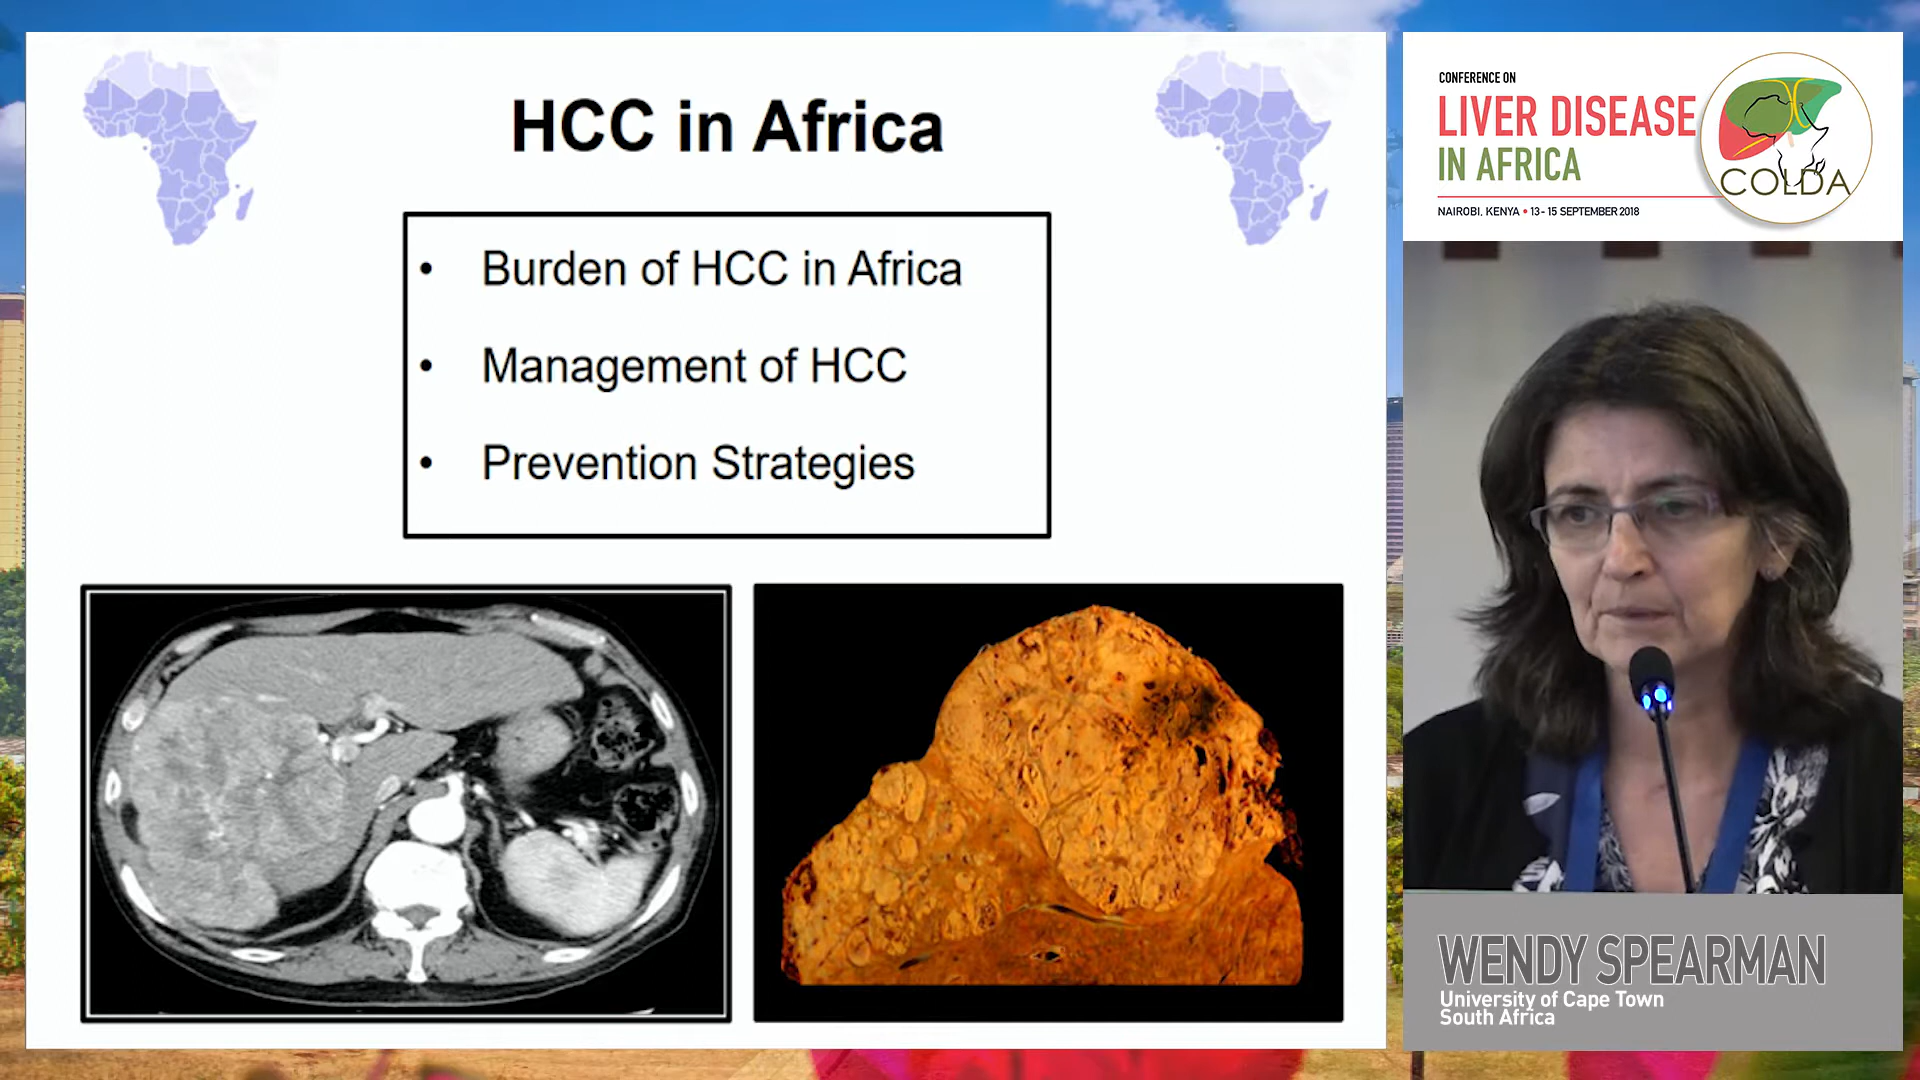 HCC in Africa
• Burden of HCC in Africa
• Management of HCC
• Prevention Strategies
CONFERENCE ON
LIVER DISEASE
IN AFRICA
COLDA
NAIROBI, KENYA • 13-15 SEPTEMBER 2018
WENDY SPEARMAN
University of Cape Town
South Africa